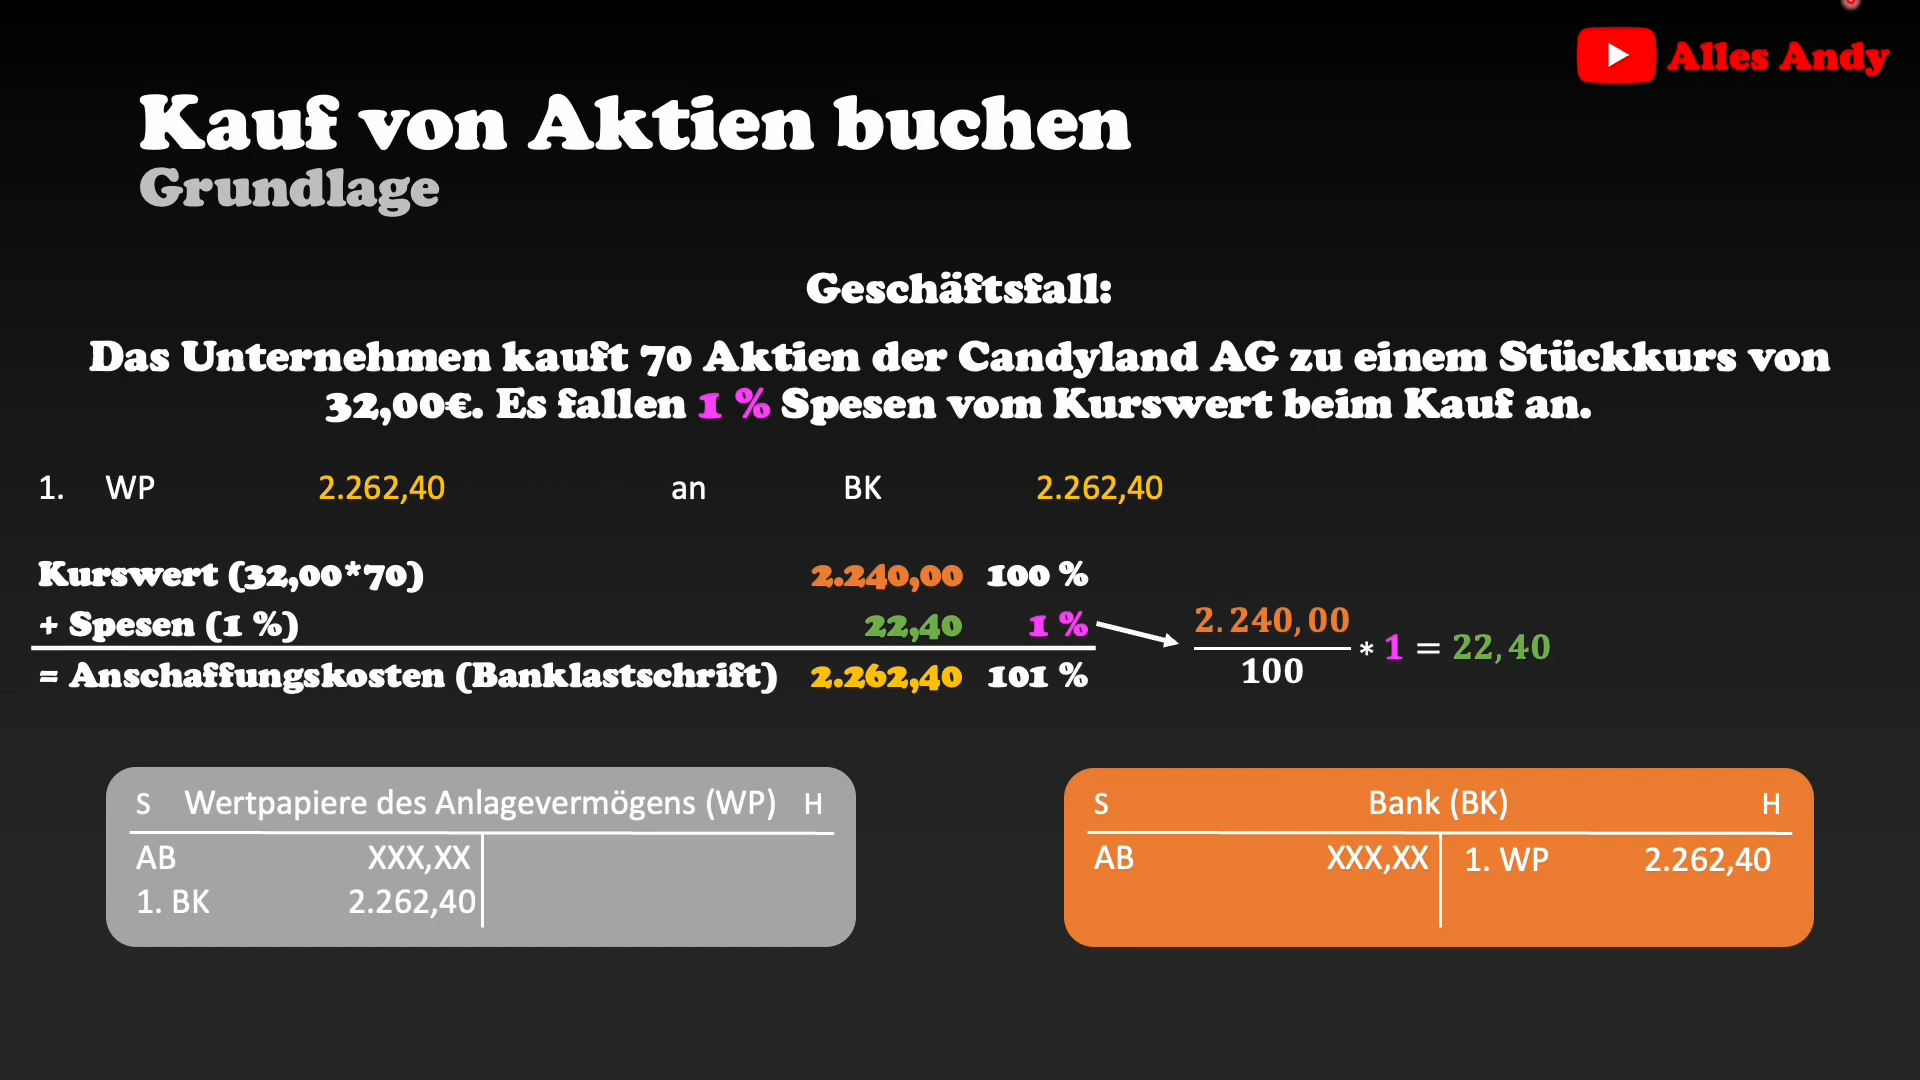 Alles Andy
Kauf von Aktien buchen
Grundlage
Geschäftsfall:
Das Unternehmen kauft 70 Aktien der Candyland AG zu einem Stückkurs von
32,00€. Es fallen 1 % Spesen vom Kurswert beim Kauf an.
1. WP 2.262,40 an BK 2.262,40
Kurswert (32,00*70) 2.240,00 100 %
+ Spesen (1 %) 22,40 1 %
= Anschaffungskosten (Banklastschrift) 2.262,40 101 %
2.240,00
100
* 1 = 22,40
S Wertpapiere des Anlagevermögens (WP) H
AB XXX,XX
1. BK 2.262,40
S Bank (BK) H
AB XXX,XX 1. WP 2.262,40